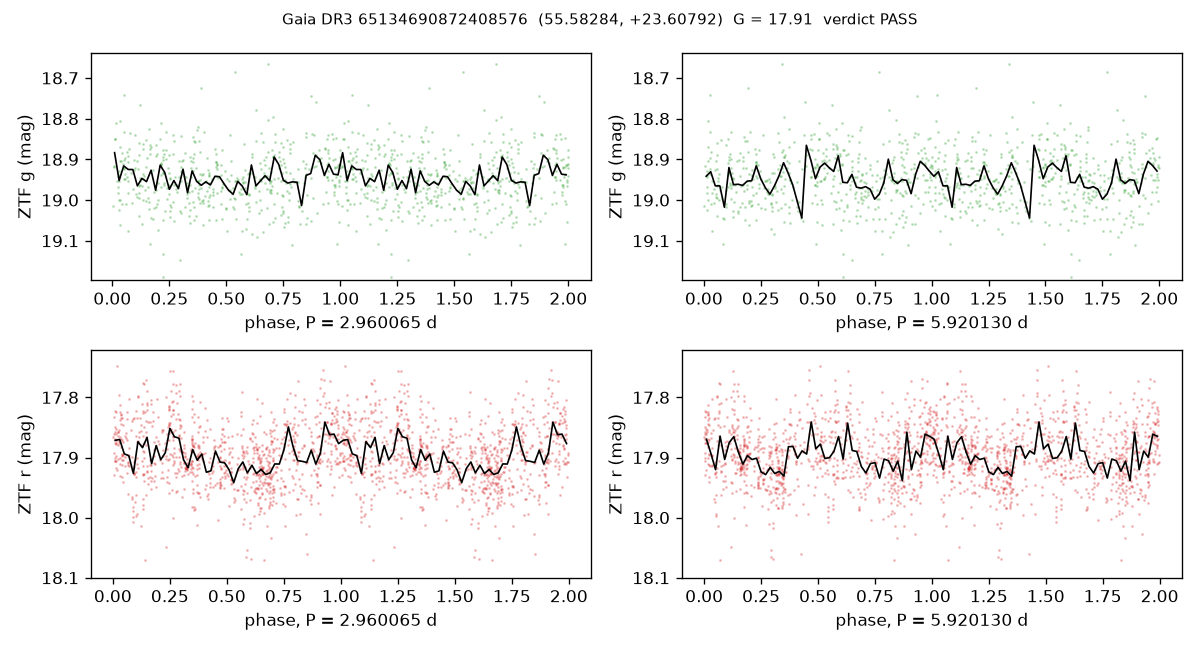 Gaia DR3 65134690872408576  (55.58284, +23.60792)  G = 17.91  verdict PASS
ZTF g (mag)
18.7
18.8
18.9
19.0
19.1
0.00 0.25 0.50 0.75 1.00 1.25 1.50 1.75 2.00
phase, P = 2.960065 d
ZTF g (mag)
18.7
18.8
18.9
19.0
19.1
0.00 0.25 0.50 0.75 1.00 1.25 1.50 1.75 2.00
phase, P = 5.920130 d
ZTF r (mag)
17.8
17.9
18.0
18.1
0.00 0.25 0.50 0.75 1.00 1.25 1.50 1.75 2.00
phase, P = 2.960065 d
ZTF r (mag)
17.8
17.9
18.0
18.1
0.00 0.25 0.50 0.75 1.00 1.25 1.50 1.75 2.00
phase, P = 5.920130 d